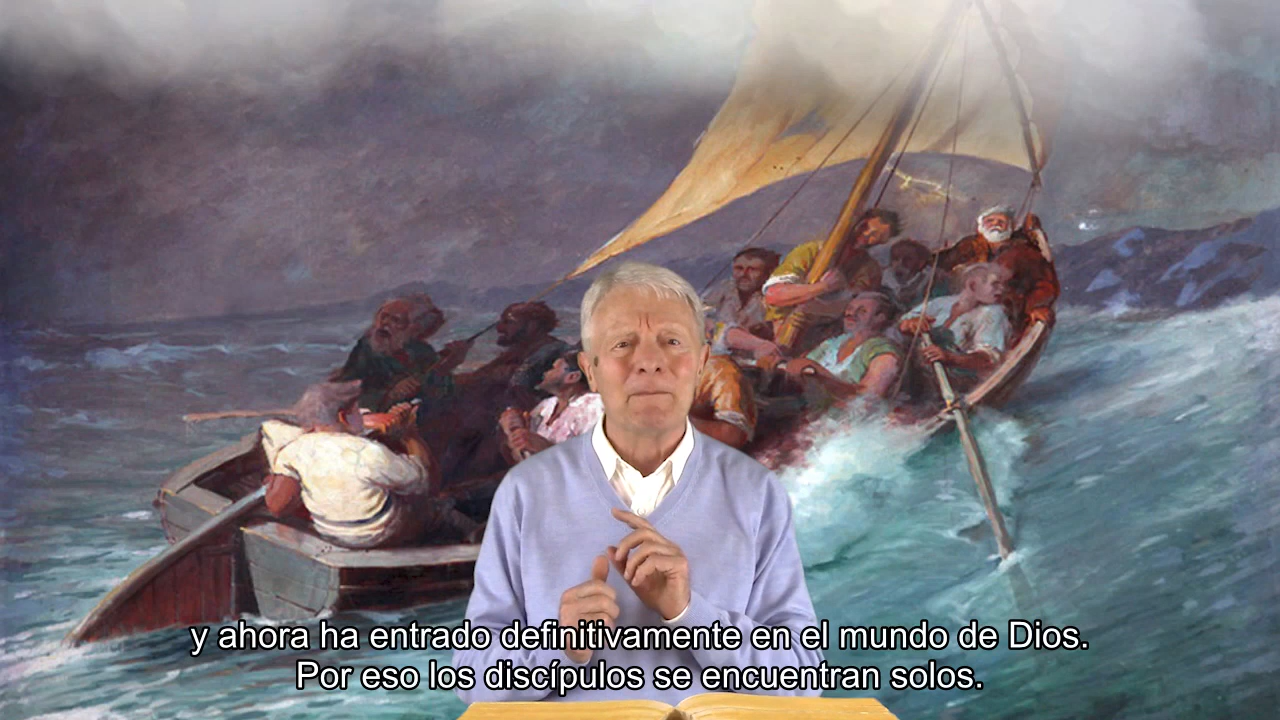 y ahora ha entrado definitivamente en el mundo de Dios.
Por eso los discípulos se encuentran solos.